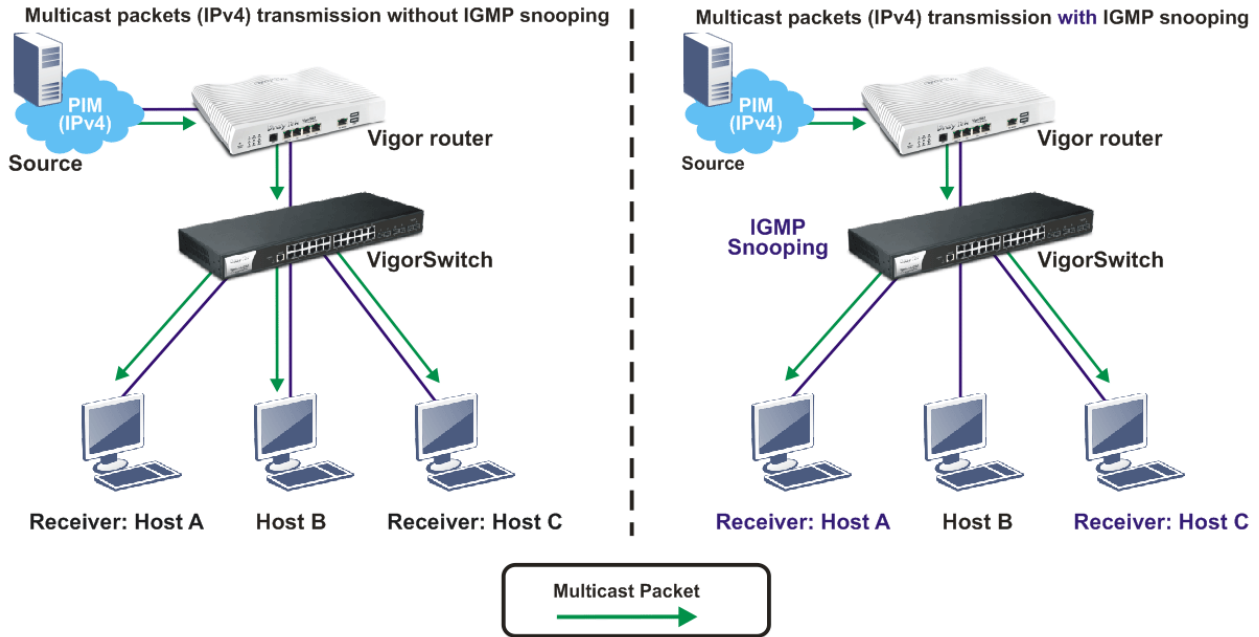 Multicast packets (IPv4) transmission without IGMP snooping
PIM
(IPv4)
Source
Vigor router
VigorSwitch
Receiver: Host A
Host B
Receiver: Host C
Multicast packets (IPv4) transmission with IGMP snooping
PIM
(IPv4)
Source
Vigor router
IGMP
Snooping
VigorSwitch
Receiver: Host A
Host B
Receiver: Host C
Multicast Packet